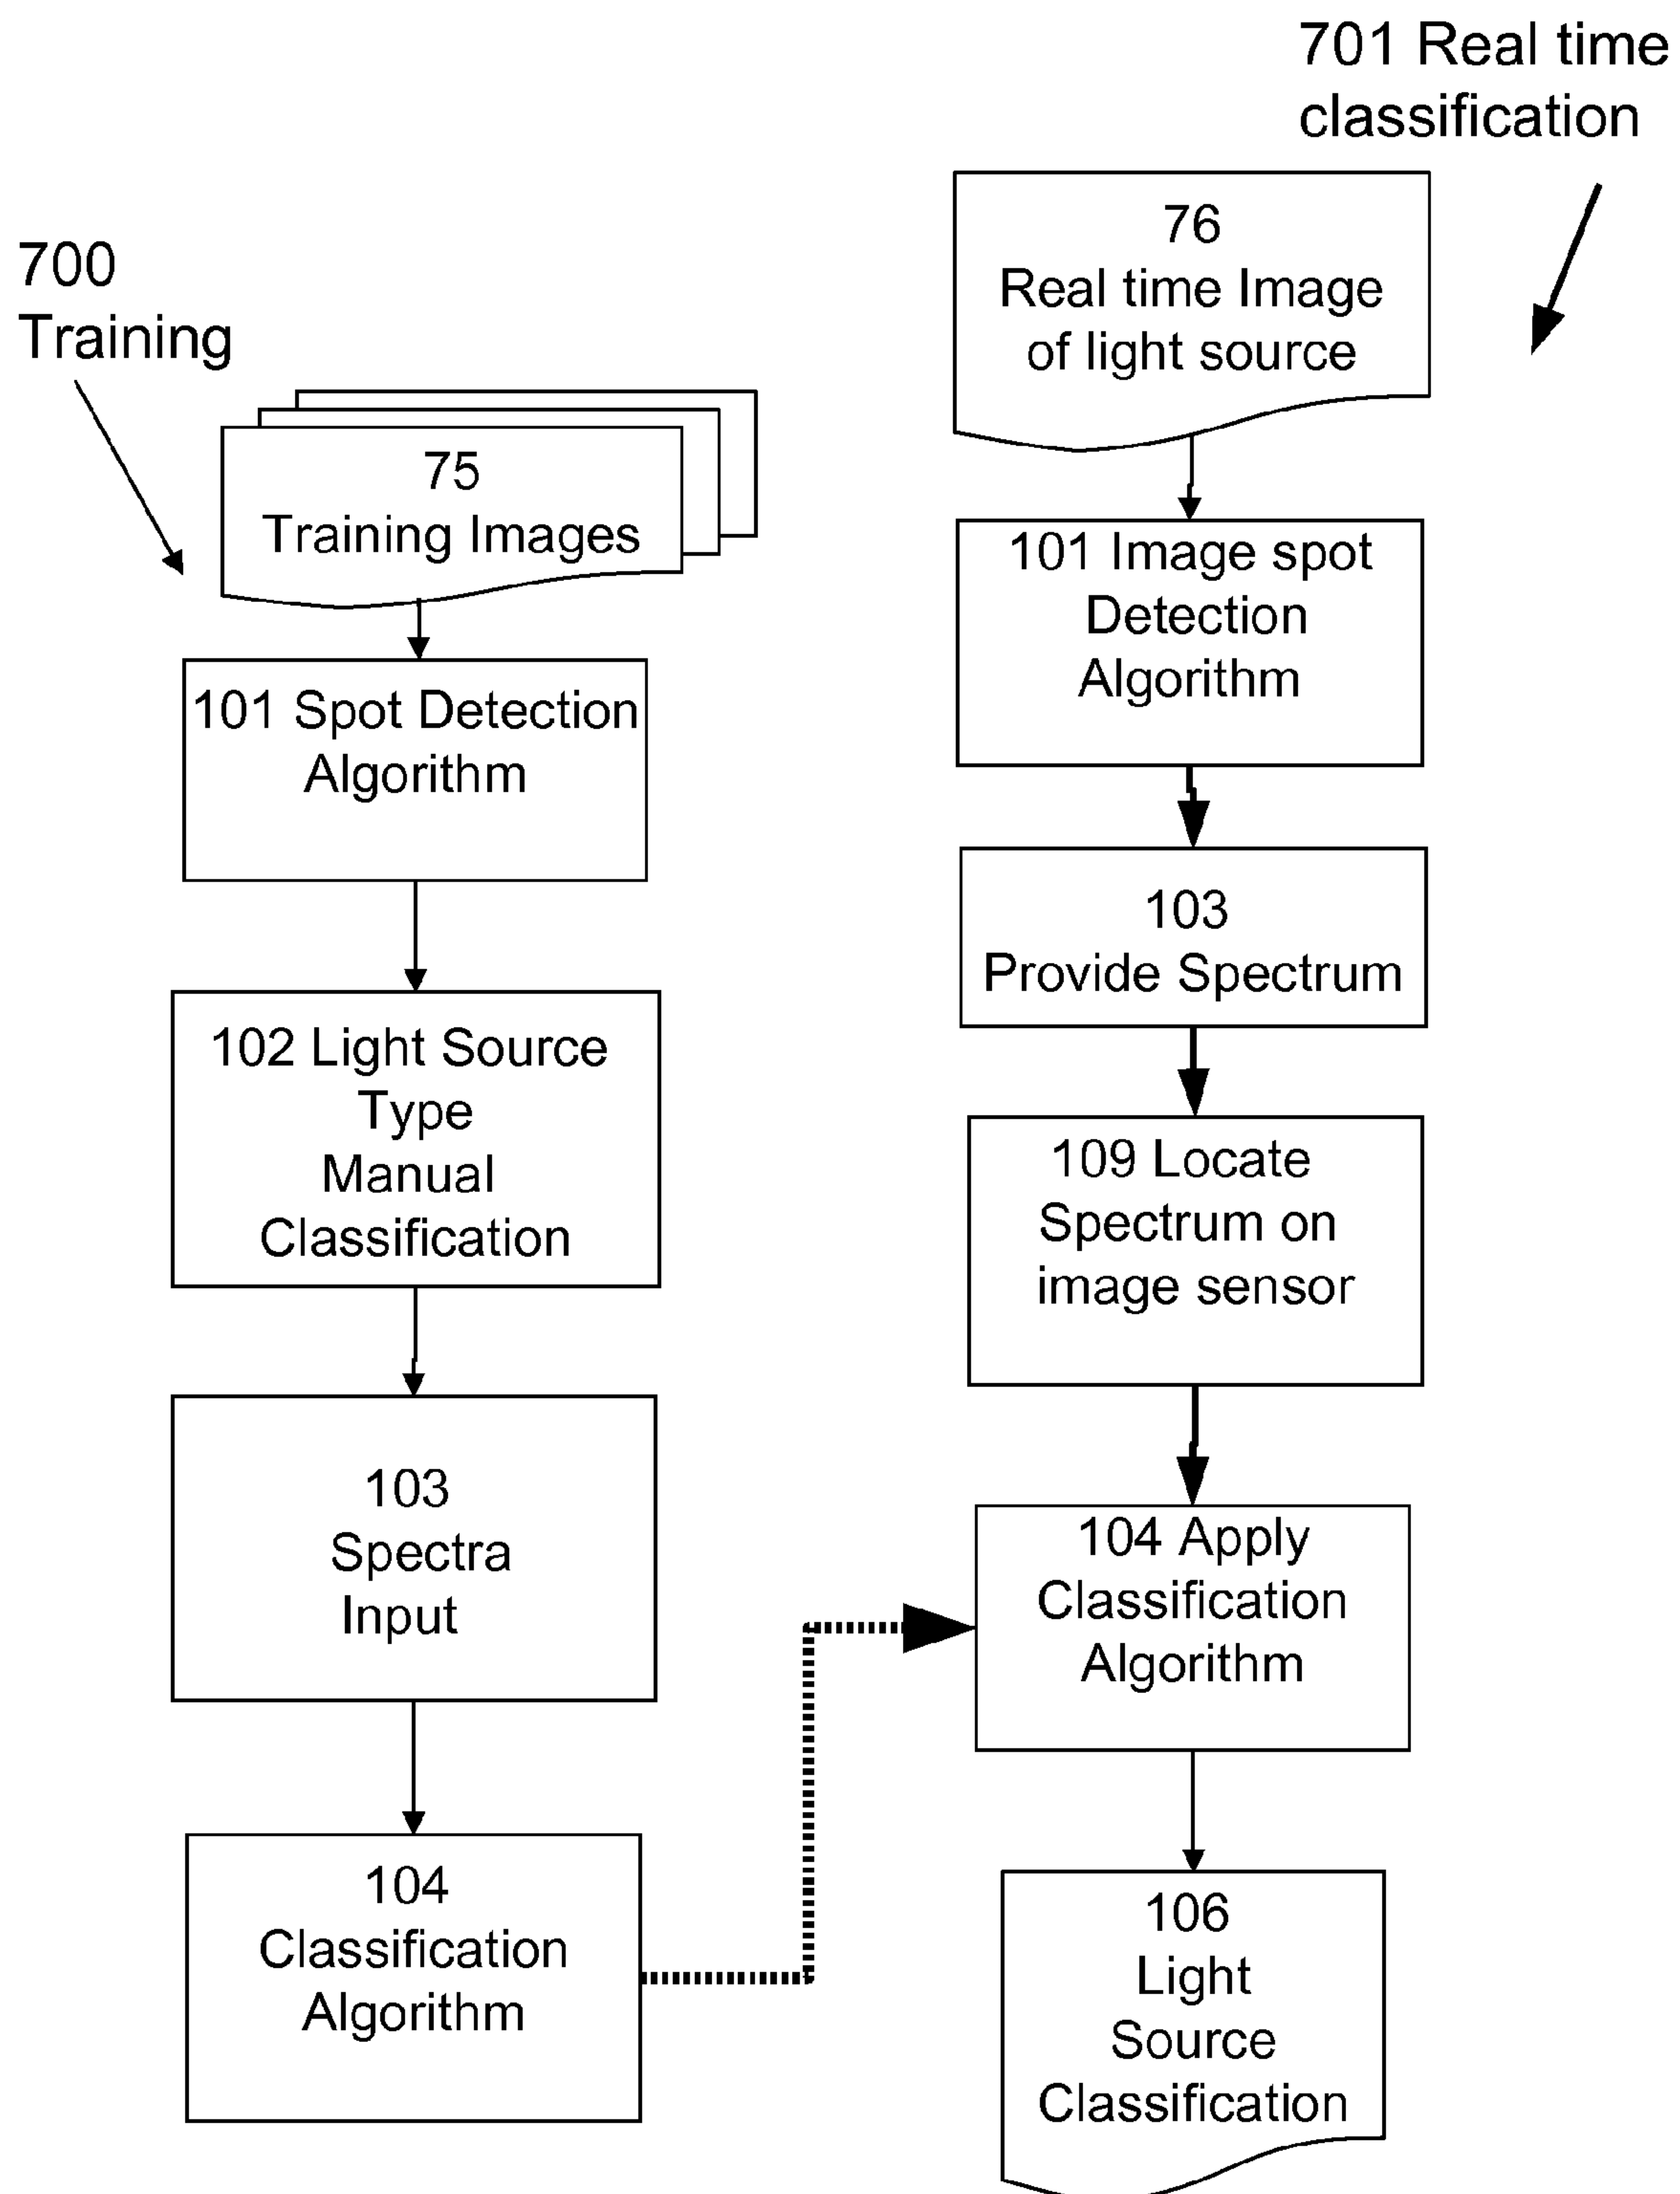 700
Training
75
Training Images
101 Spot Detection
Algorithm
102 Light Source
Type
Manual
Classification
103
Spectra
Input
104
Classification
Algorithm
701 Real time
classification
76
Real time Image
of light source
101 Image spot
Detection
Algorithm
103
Provide Spectrum
109 Locate
Spectrum on
image sensor
104 Apply
Classification
Algorithm
106
Light
Source
Classification